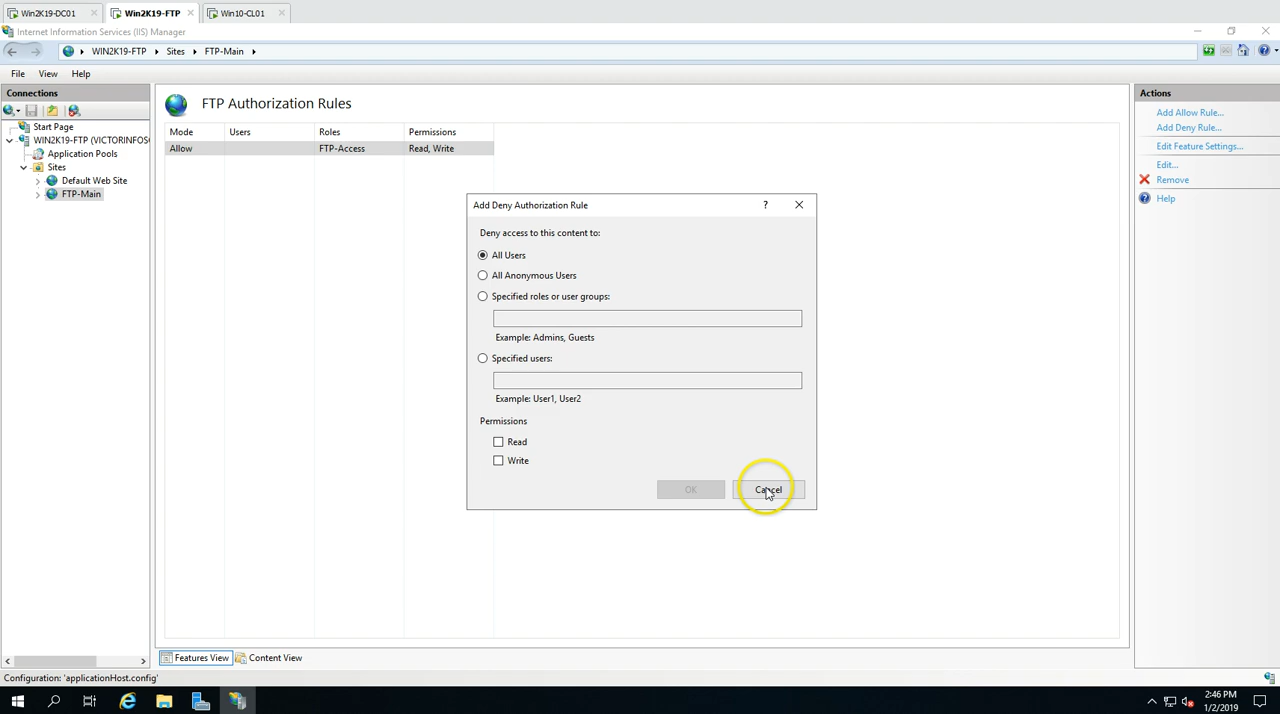 Win2K19-DC01 Win2K19-FTP Win10-CL01
Internet Information Services (IIS) Manager
WIN2K19-FTP Sites FTP-Main
File View Help
Connections
Start Page
WIN2K19-FTP (VICTORINFOS
Application Pools
Sites
Default Web Site
FTP-Main
FTP Authorization Rules
Mode Users Roles Permissions
Allow FTP-Access Read, Write
Add Deny Authorization Rule ?
Deny access to this content to:
All Users
All Anonymous Users
Specified roles or user groups:
Example: Admins, Guests
Specified users:
Example: User1, User2
Permissions
Read
Write
OK Cancel
Actions
Add Allow Rule...
Add Deny Rule...
Edit Feature Settings...
Edit...
Remove
Help
Features View Content View
Configuration: 'applicationHost.config'
2:46 PM
1/2/2019